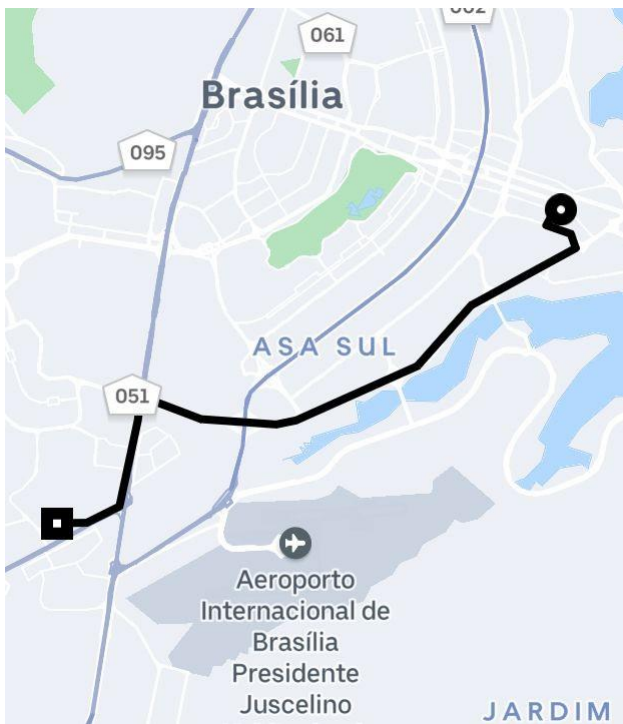 061
Brasília
095
ASA SUL
051
Aeroporto
Internacional de
Brasília
Presidente
Juscelino
JARDIM